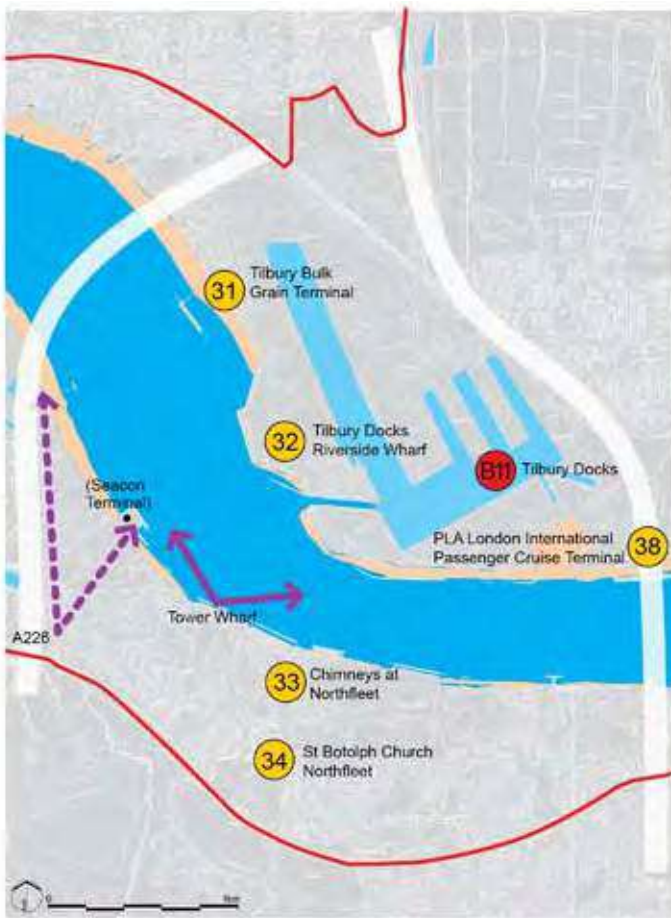 31
Tilbury Bulk
Grain Terminal
32
Tilbury Docks
Riverside Wharf
B11
Tilbury Docks
(Seacon
Terminal)
PLA London International
Passenger Cruise Terminal
38
Tower Wharf
A226
33
Chimneys at
Northfleet
34
St Botolph Church
Northfleet
0